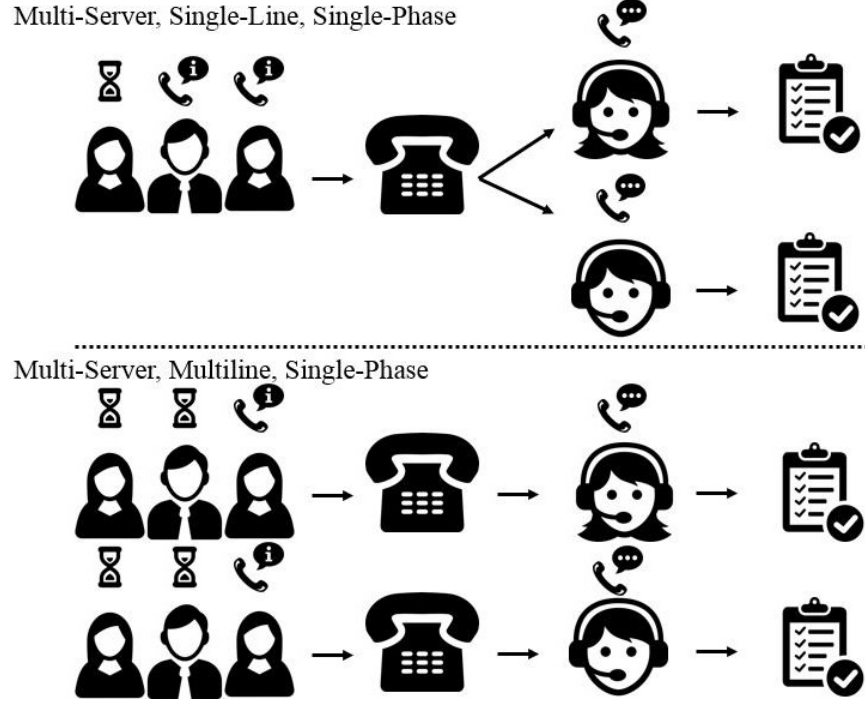 Multi-Server, Single-Line, Single-Phase
i
i
Multi-Server, Multiline, Single-Phase
i
i